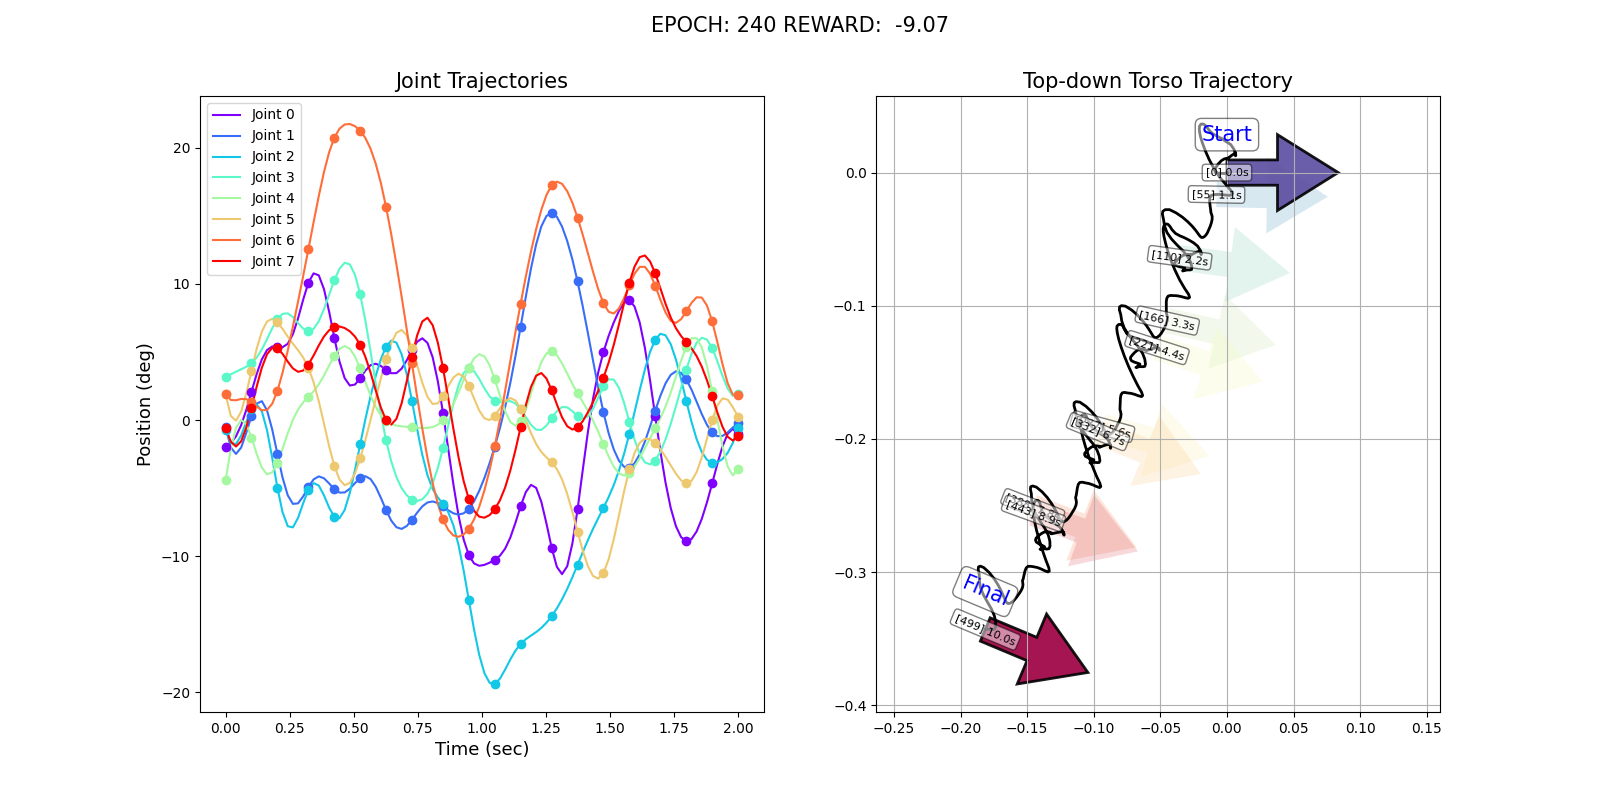 EPOCH: 240 REWARD:  -9.07
Joint Trajectories
Joint 0
Joint 1
Joint 2
Joint 3
Joint 4
Joint 5
Joint 6
Joint 7
Position (deg)
20
10
0
−10
−20
0.00 0.25 0.50 0.75 1.00 1.25 1.50 1.75 2.00
Time (sec)
Top-down Torso Trajectory
0.0
−0.1
−0.2
−0.3
−0.4
Start
[0] 0.0s
[55] 1.1s
[110] 2.2s
[166] 3.3s
[221] 4.4s
[332] 6.7s
[443] 8.9s
Final
[499] 10.0s
−0.25 −0.20 −0.15 −0.10 −0.05 0.00 0.05 0.10 0.15